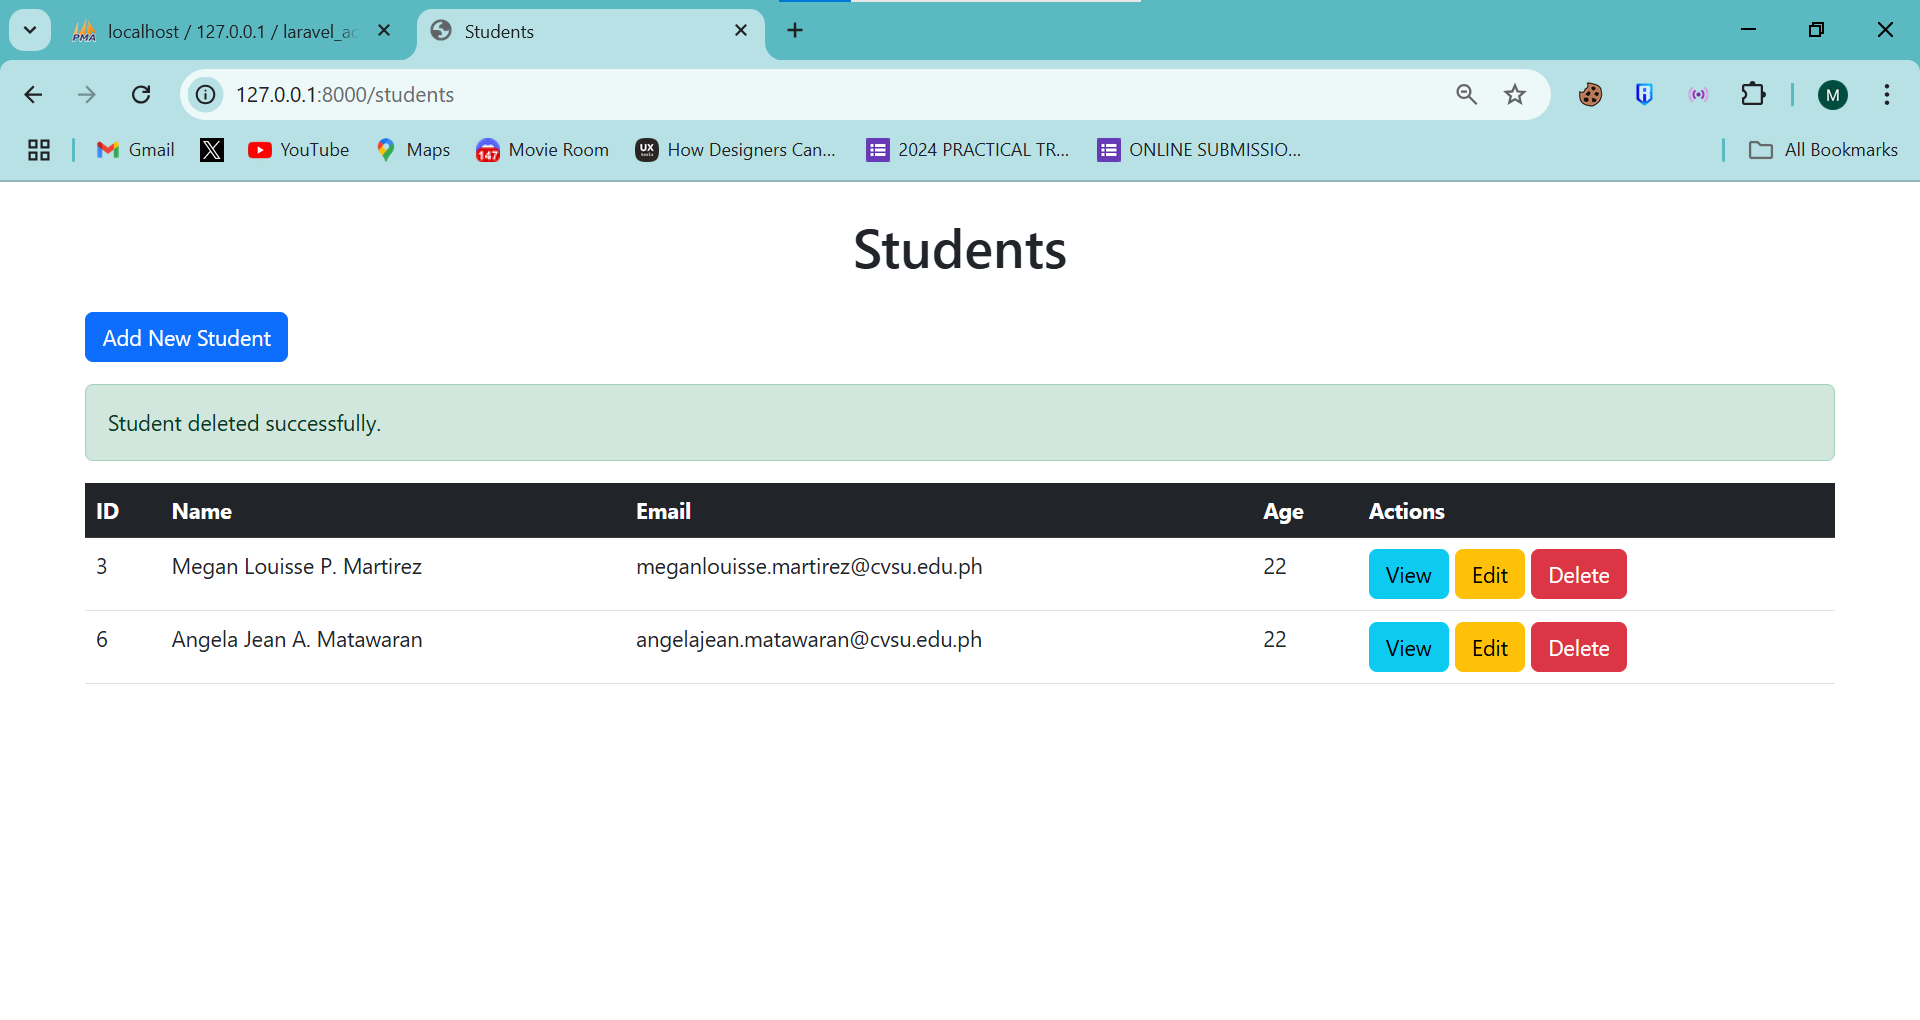 localhost / 127.0.0.1 / laravel_ac
Students
127.0.0.1:8000/students
M
Gmail
YouTube
Maps
147
Movie Room
UX
How Designers Can...
2024 PRACTICAL TR...
ONLINE SUBMISSIO...
All Bookmarks
Students
Add New Student
Student deleted successfully.
ID Name Email Age Actions
3 Megan Louisse P. Martirez meganlouisse.martirez@cvsu.edu.ph 22 View Edit Delete
6 Angela Jean A. Matawaran angelajean.matawaran@cvsu.edu.ph 22 View Edit Delete